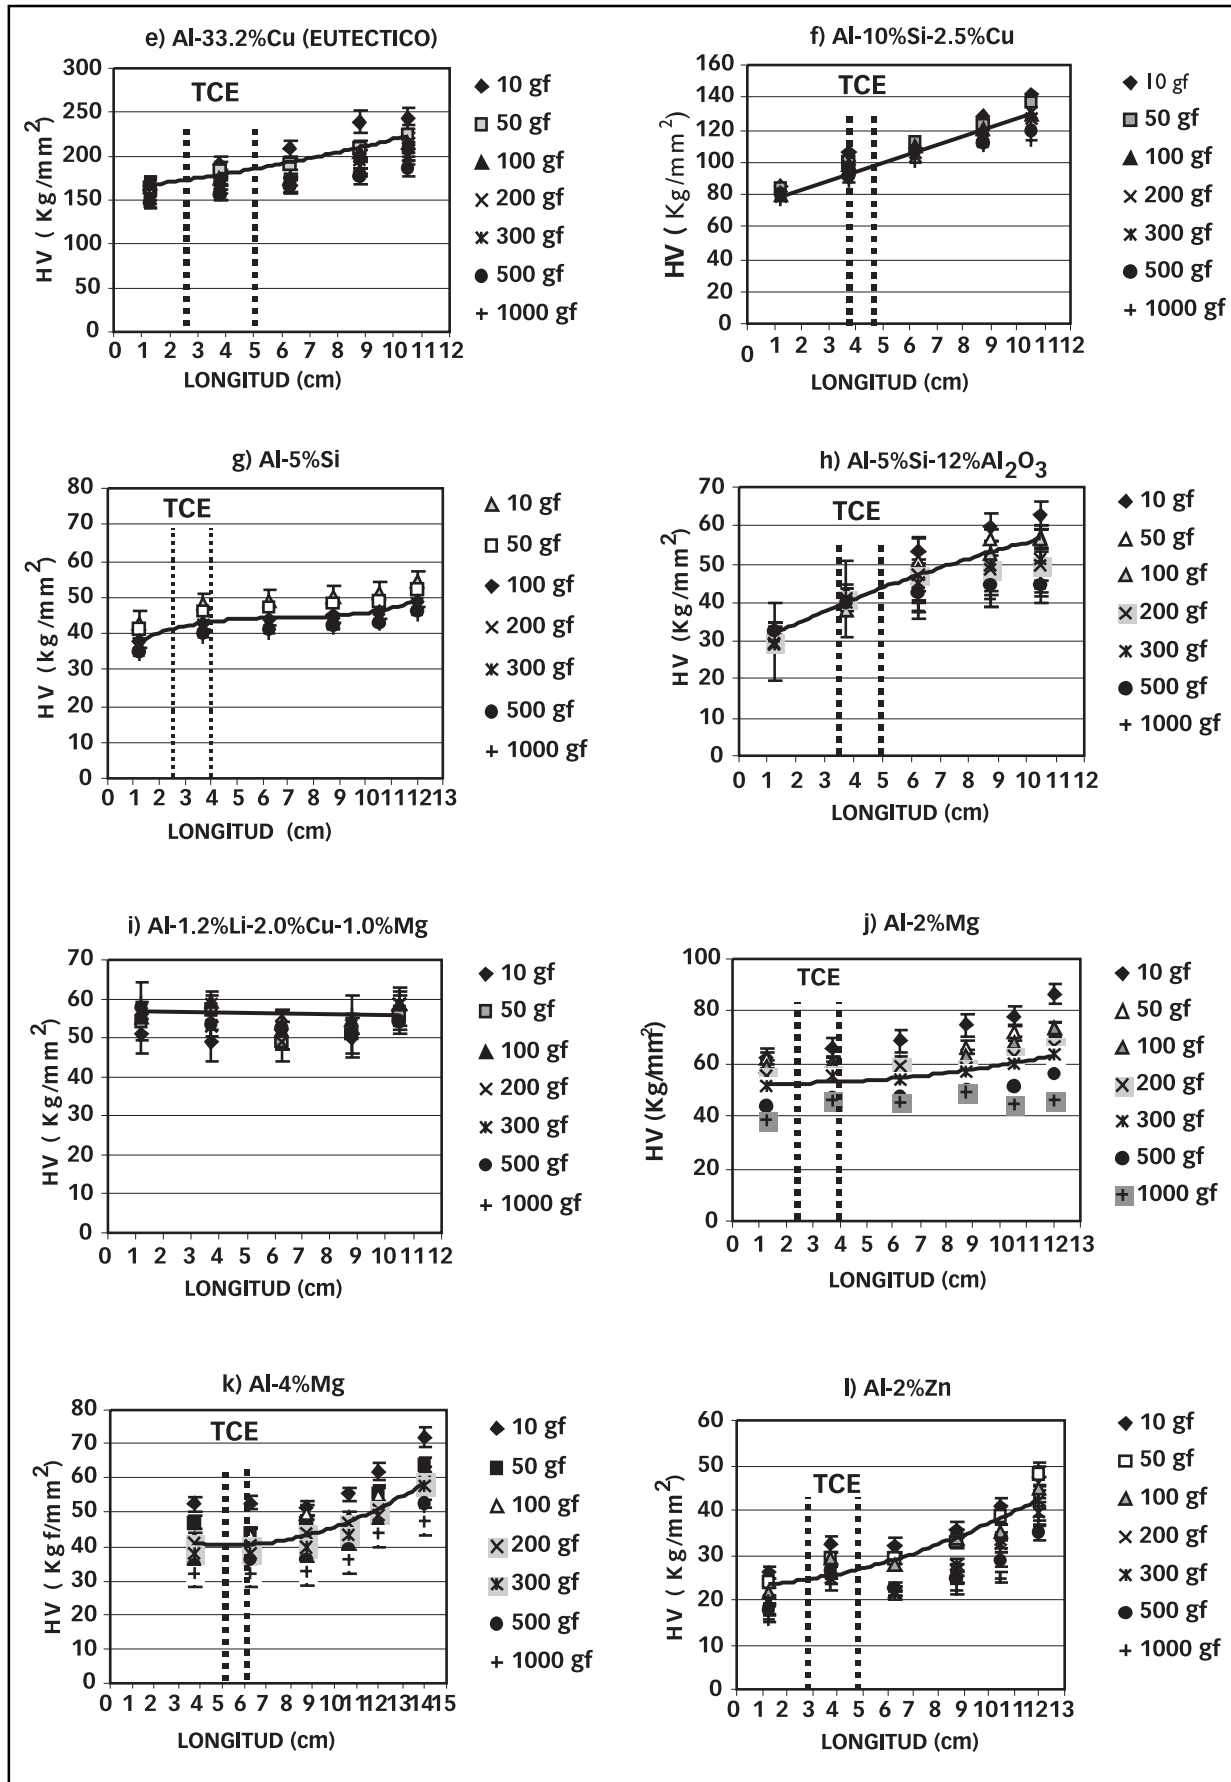 e) Al-33.2%Cu (EUTECTICO)
300
250
200
150
100
50
0
HV ( Kg/mm²)
TCE
0 1 2 3 4 5 6 7 8 9 10 11 12
LONGITUD (cm)
10 gf
50 gf
100 gf
200 gf
300 gf
500 gf
1000 gf
f) Al-10%Si-2.5%Cu
160
140
120
100
80
60
40
20
0
HV ( Kg/mm²)
TCE
0 1 2 3 4 5 6 7 8 9 10 11 12
LONGITUD (cm)
10 gf
50 gf
100 gf
200 gf
300 gf
500 gf
1000 gf
g) Al-5%Si
80
70
60
50
40
30
20
10
0
HV ( kg/mm²)
TCE
0 1 2 3 4 5 6 7 8 9 10 11 12 13
LONGITUD (cm)
10 gf
50 gf
100 gf
200 gf
300 gf
500 gf
1000 gf
h) Al-5%Si-12%Al₂O₃
70
60
50
40
30
20
10
0
HV ( Kg/mm²)
TCE
0 1 2 3 4 5 6 7 8 9 10 11 12
LONGITUD (cm)
10 gf
50 gf
100 gf
200 gf
300 gf
500 gf
1000 gf
i) Al-1.2%Li-2.0%Cu-1.0%Mg
70
60
50
40
30
20
10
0
HV ( Kg/mm²)
0 1 2 3 4 5 6 7 8 9 10 11 12
LONGITUD (cm)
10 gf
50 gf
100 gf
200 gf
300 gf
500 gf
1000 gf
j) Al-2%Mg
100
80
60
40
20
0
HV (Kg/mm²)
TCE
0 1 2 3 4 5 6 7 8 9 10 11 12 13
LONGITUD (cm)
10 gf
50 gf
100 gf
200 gf
300 gf
500 gf
1000 gf
k) Al-4%Mg
80
70
60
50
40
30
20
10
0
HV ( Kgf/mm²)
TCE
0 1 2 3 4 5 6 7 8 9 10 11 12 13 14 15
LONGITUD (cm)
10 gf
50 gf
100 gf
200 gf
300 gf
500 gf
1000 gf
l) Al-2%Zn
60
50
40
30
20
10
0
HV ( Kg/mm²)
TCE
0 1 2 3 4 5 6 7 8 9 10 11 12 13
LONGITUD (cm)
10 gf
50 gf
100 gf
200 gf
300 gf
500 gf
1000 gf